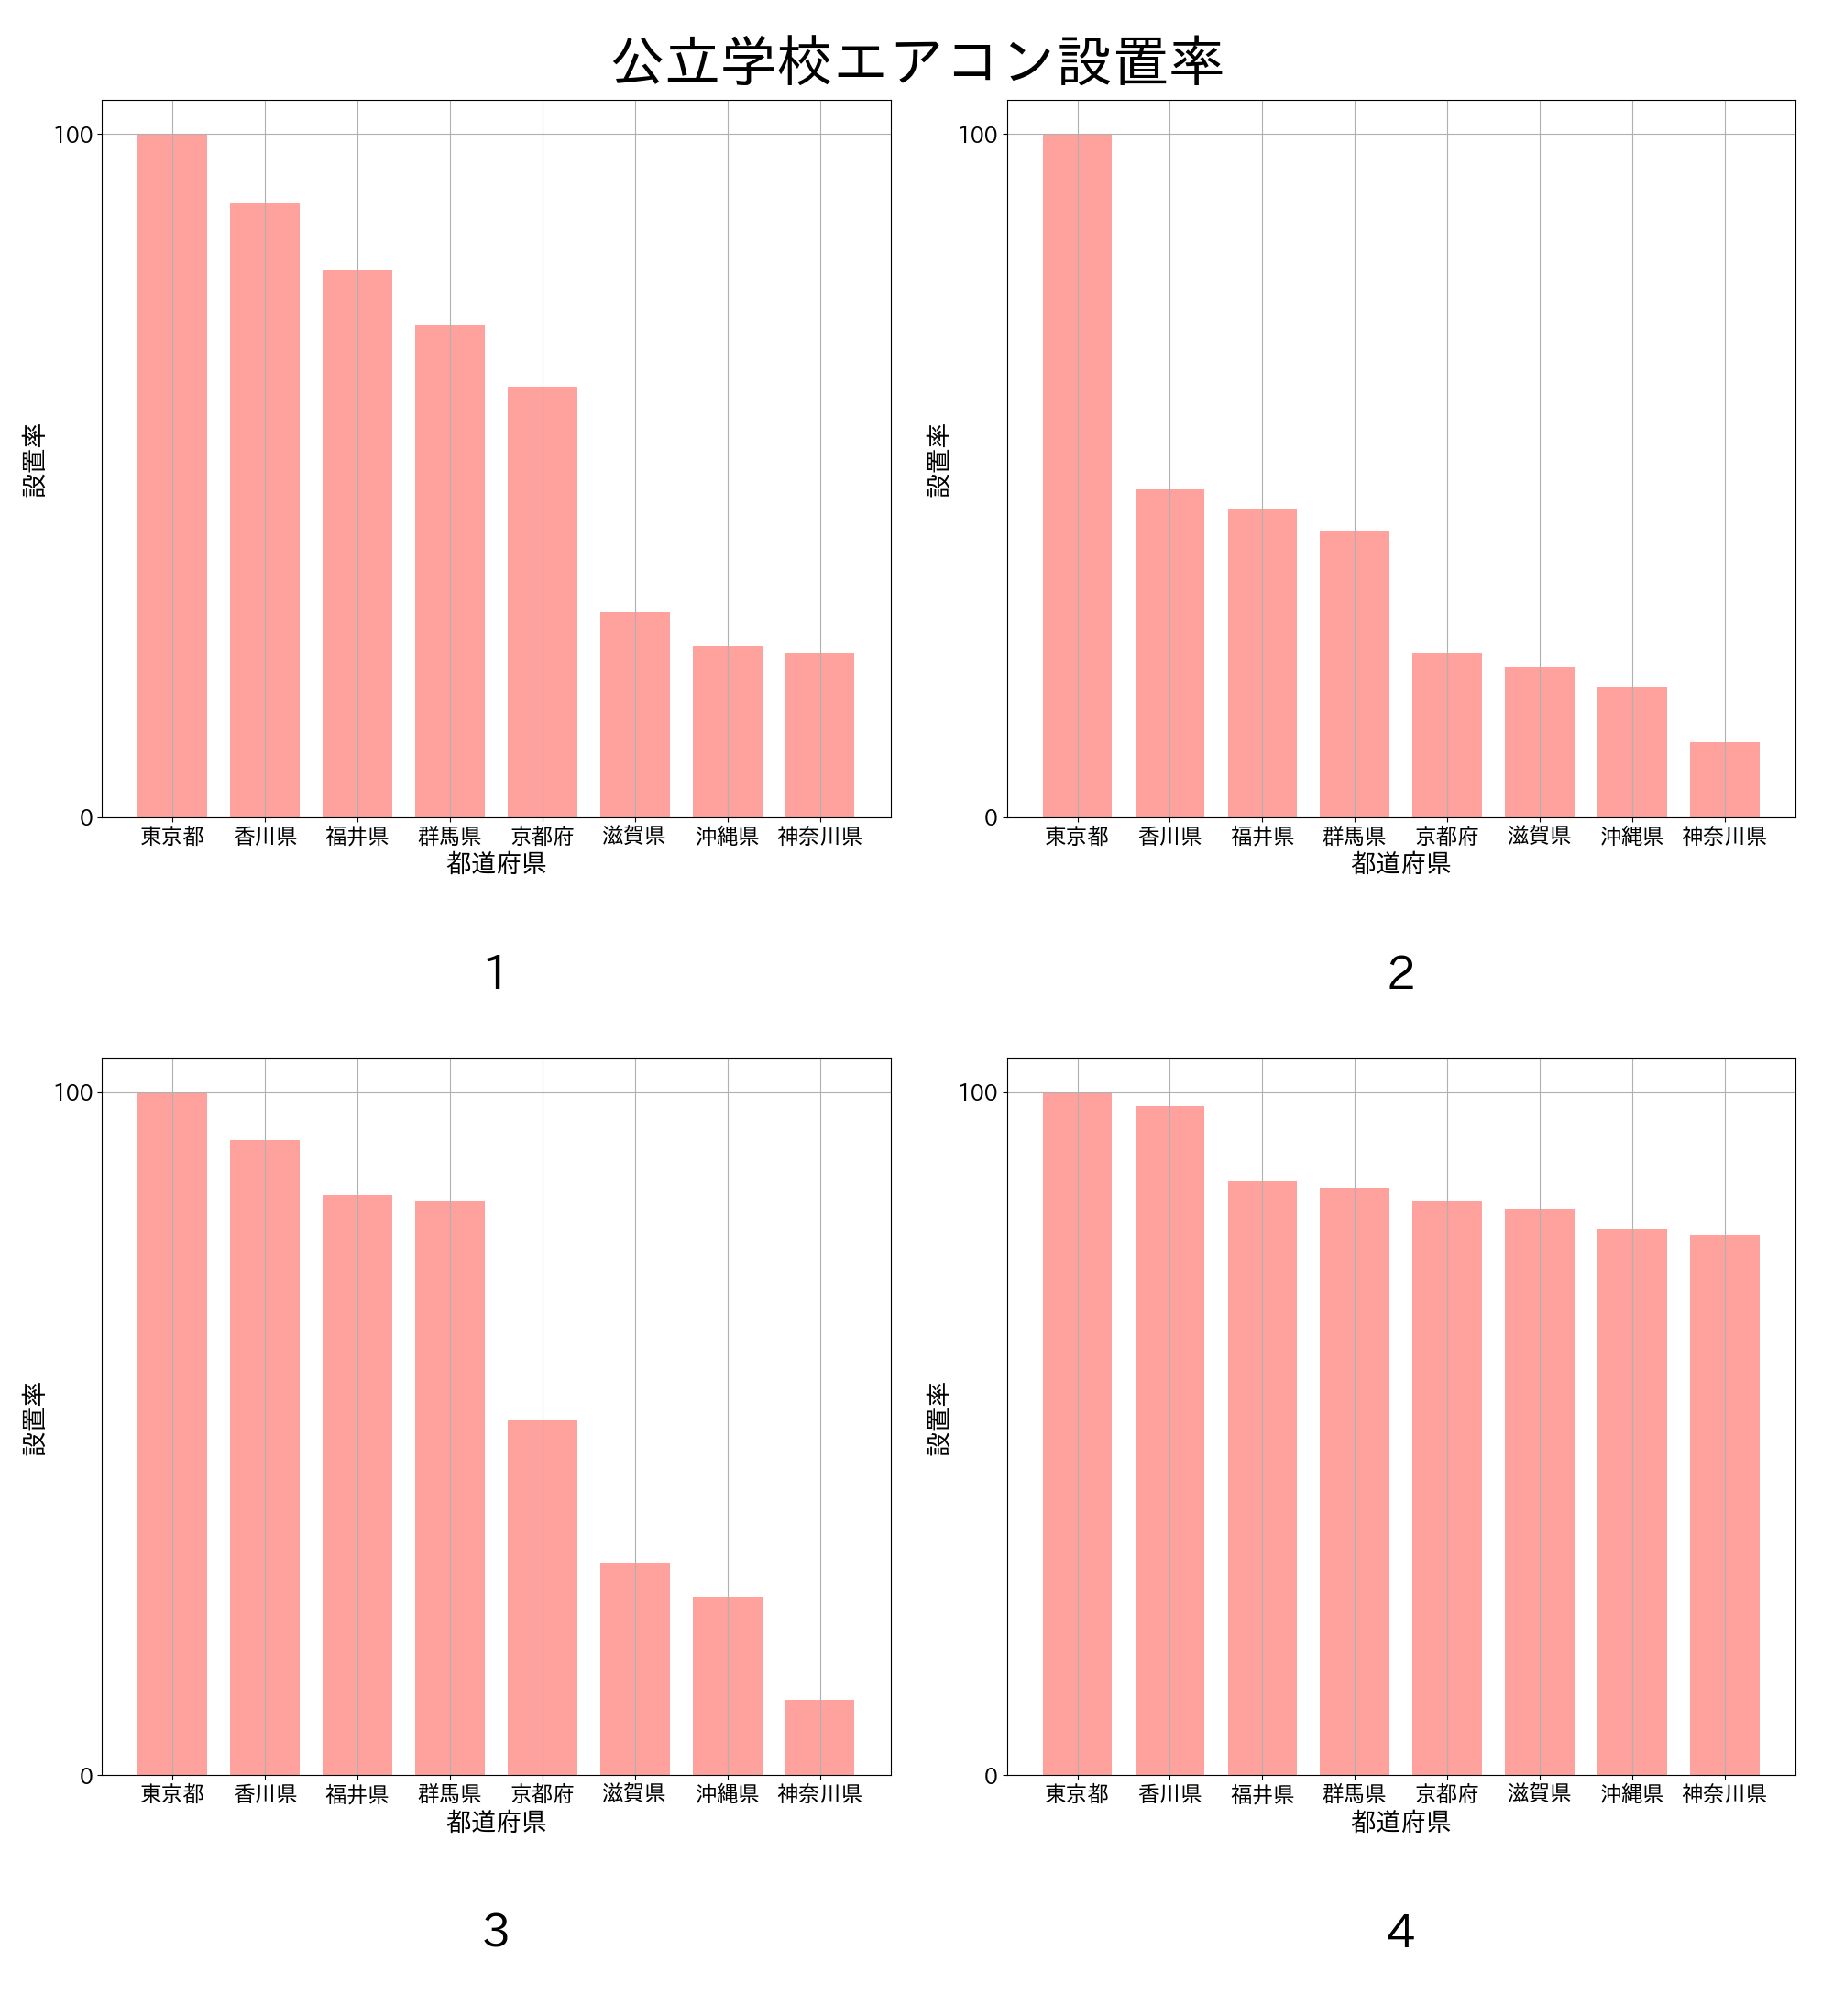 公立学校エアコン設置率
100
設置率
0
東京都 香川県 福井県 群馬県 京都府 滋賀県 沖縄県 神奈川県
都道府県
1
100
設置率
0
東京都 香川県 福井県 群馬県 京都府 滋賀県 沖縄県 神奈川県
都道府県
2
100
設置率
0
東京都 香川県 福井県 群馬県 京都府 滋賀県 沖縄県 神奈川県
都道府県
3
100
設置率
0
東京都 香川県 福井県 群馬県 京都府 滋賀県 沖縄県 神奈川県
都道府県
4